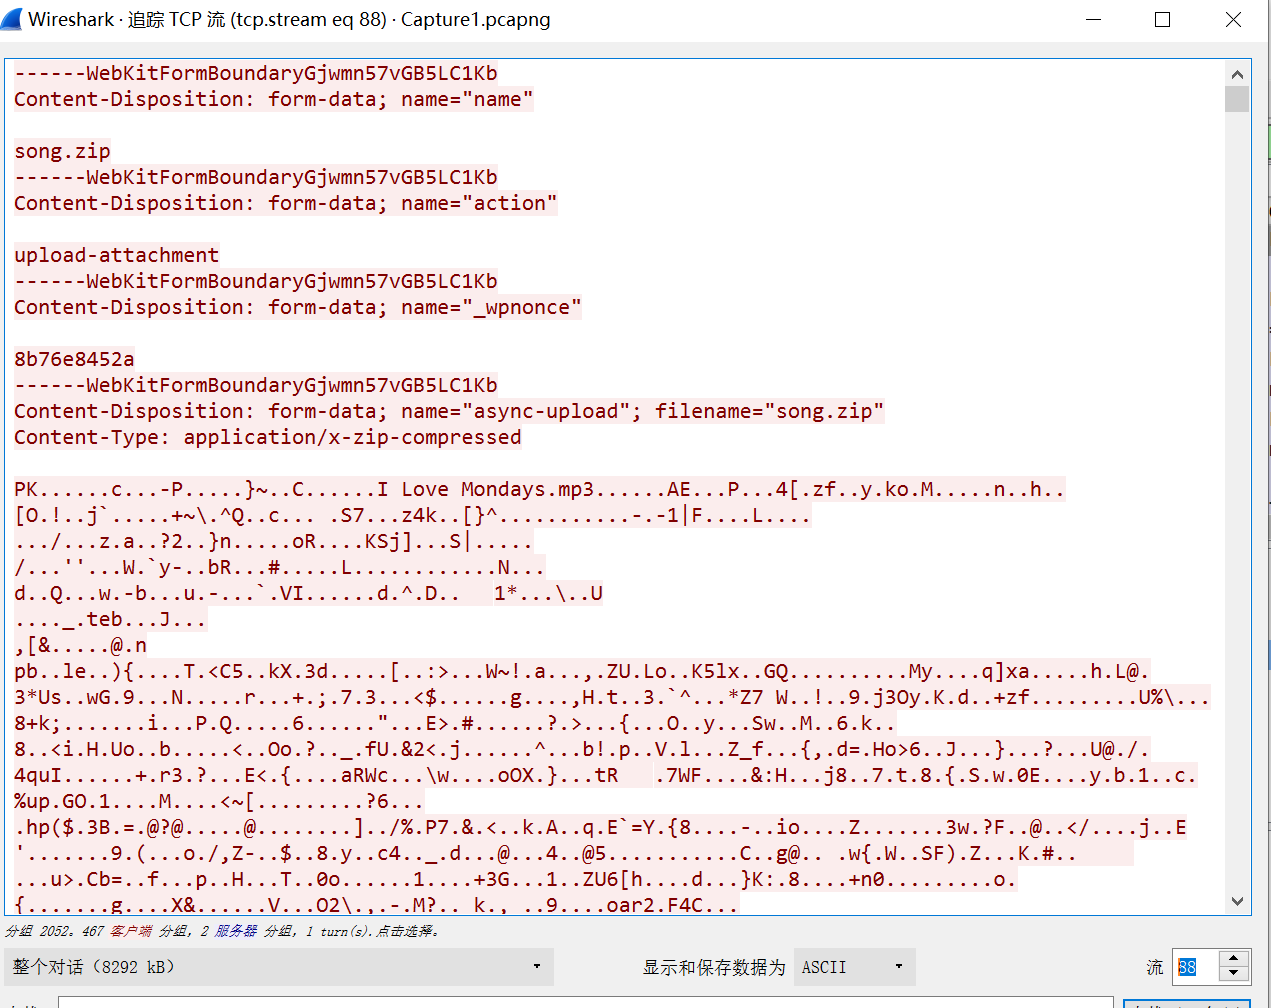 Wireshark · 追踪 TCP 流 (tcp.stream eq 88) · Capture1.pcapng
------WebKitFormBoundaryGjwmn57vGB5LC1Kb
Content-Disposition: form-data; name="name"
song.zip
------WebKitFormBoundaryGjwmn57vGB5LC1Kb
Content-Disposition: form-data; name="action"
upload-attachment
------WebKitFormBoundaryGjwmn57vGB5LC1Kb
Content-Disposition: form-data; name="_wpnonce"
8b76e8452a
------WebKitFormBoundaryGjwmn57vGB5LC1Kb
Content-Disposition: form-data; name="async-upload"; filename="song.zip"
Content-Type: application/x-zip-compressed
PK......c...-P.....}~..C......I Love Mondays.mp3......AE...P...4[.zf..y.ko.M.....n..h..
[O.!..j`.....+~\.^Q..c... .S7...z4k..[}^...........-.-1|F....L....
.../...z.a..?2..}n.....oR....KSj]...S|.....
/...''...W.`y-..bR...#.....L............N...
d..Q...w.-b...u.-...`.VI......d.^.D..   1*...\..U
...._.teb...J...
,[&.....@.n
pb..le..){....T.<C5..kX.3d.....[..:>...W~!.a...,.ZU.Lo..K5lx..GQ..........My....q]xa.....h.L@.
3*Us..wG.9...N.....r...+.;.7.3...<$......g....,H.t..3.`^...*Z7 W..!..9.j3Oy.K.d..+zf.........U%\...
8+k;.......i...P.Q.....6......"...E>.#......?.>...{...O..y....Sw..M..6.k..
8..<i.H.Uo..b.....<..Oo.?.._.fU.&2<.j......^...b!.p..V.l...Z_f...{,.d=.Ho>6..J...}...?...U@./.
4quI......+.r3.?...E<.{....aRWc...\w....oOX.}...tR   .7WF....&:H...j8..7.t.8.{.S.w.0E....y.b.1..c.
%up.GO.1....M....<~[.........?6...
.hp($.3B.=.@?@.....@........]../%.P7.&.<..k.A..q.E`=Y.{8....-..io....Z.......3w.?F..@..</....j..E
'.......9.(...o./,Z-..$..8.y..c4.._.d...@...4..@5...........C..g@.. .w{.W..SF).Z...K.#..
...u>.Cb=..f...p..H...T..0o......1....+3G...1..ZU6[h....d...}K:.8....+n0.........o.
{.......g....X&......V...O2\.,.-.M?.. k., ..9....oar2.F4C...
分组 2052。467 客户端 分组, 2 服务器 分组, 1 turn(s).点击选择。
整个对话（8292 kB）
显示和保存数据为 ASCII
流 88